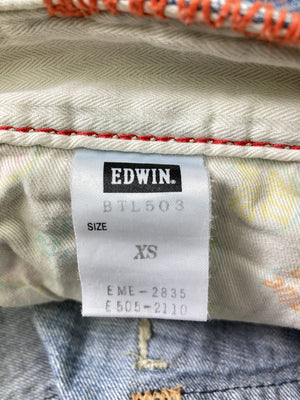 EDWIN.
BTL503
SIZE
XS
EME-2835
E505-2110